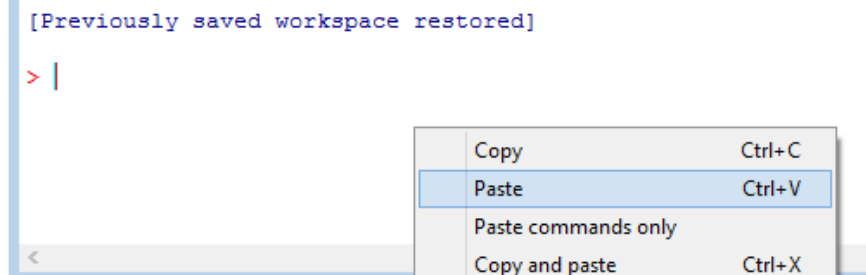 [Previously saved workspace restored]
>
Copy Ctrl+C
Paste Ctrl+V
Paste commands only
Copy and paste Ctrl+X